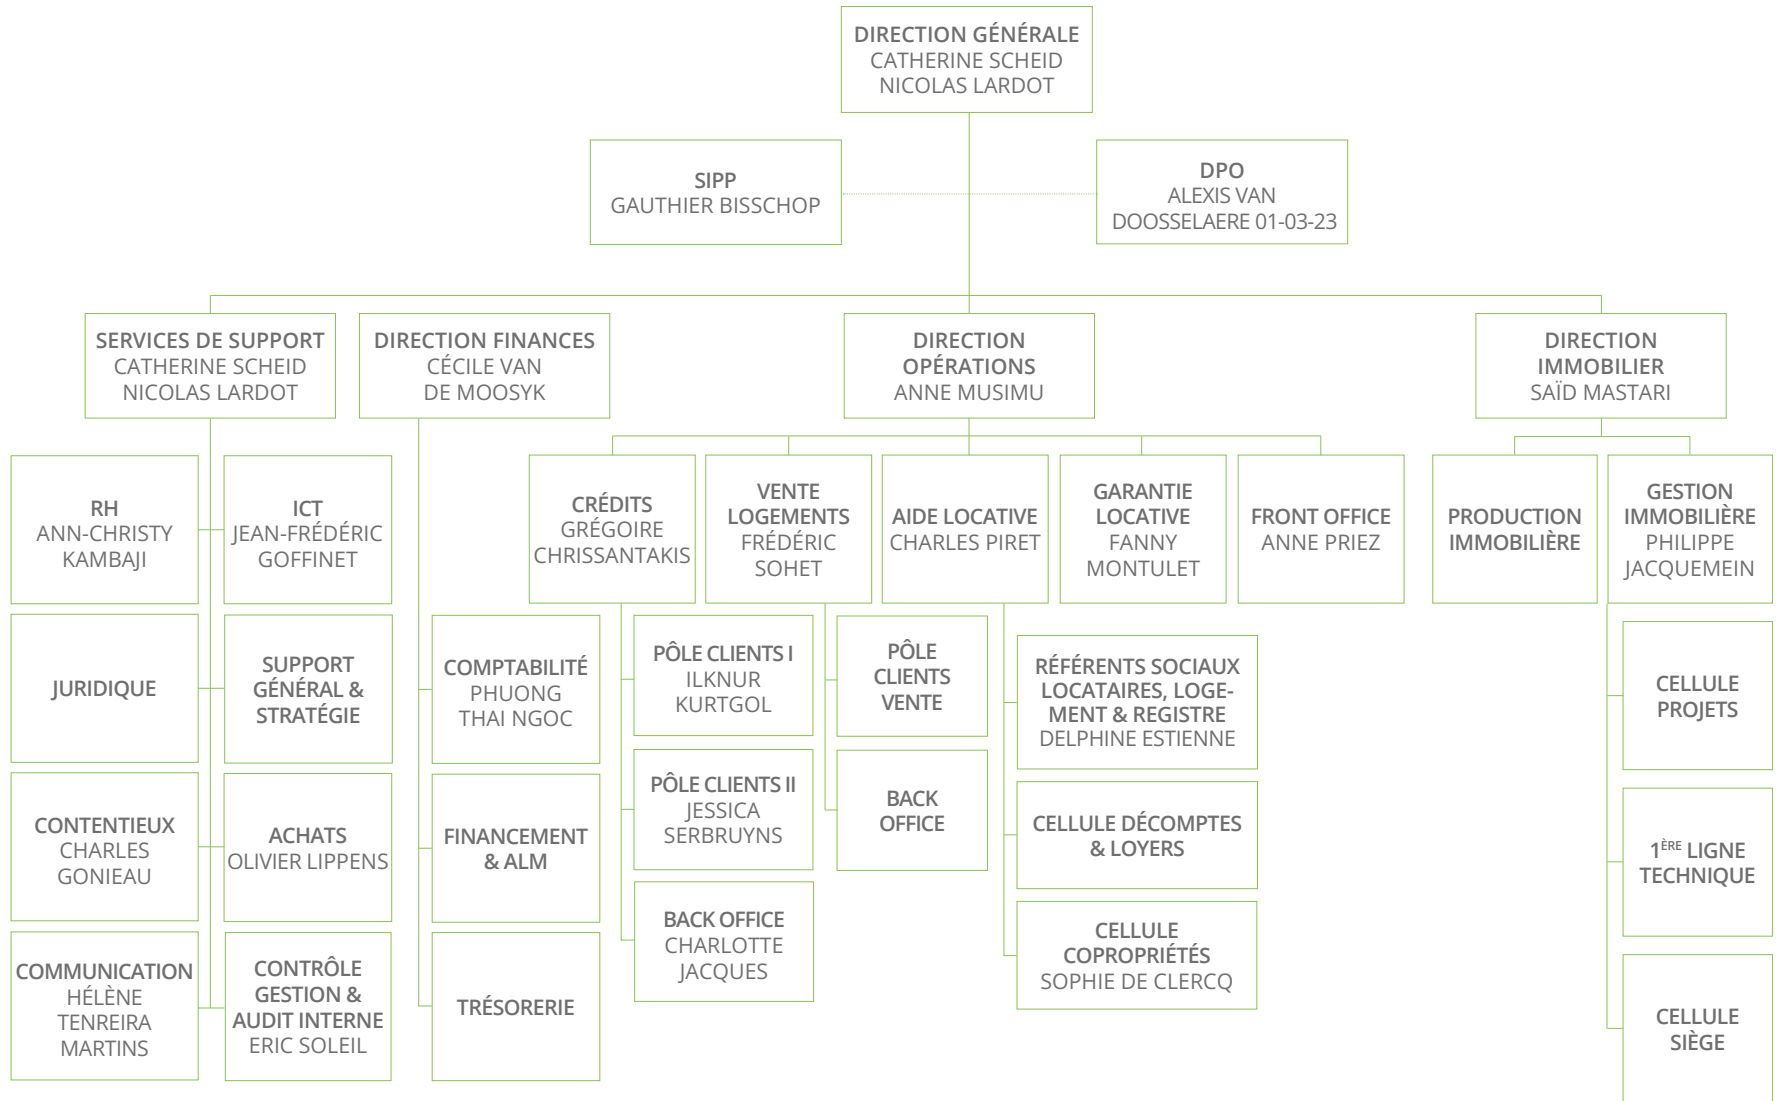 DIRECTION GÉNÉRALE
CATHERINE SCHEID
NICOLAS LARDOT
SIPP
GAUTHIER BISSCHOP
DPO
ALEXIS VAN
DOOSSELAERE 01-03-23
SERVICES DE SUPPORT
CATHERINE SCHEID
NICOLAS LARDOT
DIRECTION FINANCES
CÉCILE VAN
DE MOOSYK
DIRECTION
OPÉRATIONS
ANNE MUSIMU
DIRECTION
IMMOBILIER
SAÏD MASTARI
RH
ANN-CHRISTY
KAMBAJI
ICT
JEAN-FRÉDÉRIC
GOFFINET
CRÉDITS
GRÉGOIRE
CHRISSANTAKIS
VENTE
LOGEMENTS
FRÉDÉRIC
SOHET
AIDE LOCATIVE
CHARLES PIRET
GARANTIE
LOCATIVE
FANNY
MONTULET
FRONT OFFICE
ANNE PRIEZ
PRODUCTION
IMMOBILIÈRE
GESTION
IMMOBILIÈRE
PHILIPPE
JACQUEMEIN
JURIDIQUE
SUPPORT
GÉNÉRAL &
STRATÉGIE
COMPTABILITÉ
PHUONG
THAI NGOC
PÔLE CLIENTS I
ILKNUR
KURTGOL
PÔLE
CLIENTS
VENTE
RÉFÉRENTS SOCIAUX
LOCATAIRES, LOGE-
MENT & REGISTRE
DELPHINE ESTIENNE
CELLULE
PROJETS
CONTENTIEUX
CHARLES
GONIEAU
ACHATS
OLIVIER LIPPENS
FINANCEMENT
& ALM
PÔLE CLIENTS II
JESSICA
SERBRUYNS
BACK
OFFICE
CELLULE DÉCOMPTES
& LOYERS
1ÈRE LIGNE
TECHNIQUE
COMMUNICATION
HÉLÈNE
TENREIRA
MARTINS
CONTRÔLE
GESTION &
AUDIT INTERNE
ERIC SOLEIL
TRÉSORERIE
BACK OFFICE
CHARLOTTE
JACQUES
CELLULE
COPROPRIÉTÉS
SOPHIE DE CLERCQ
CELLULE
SIÈGE